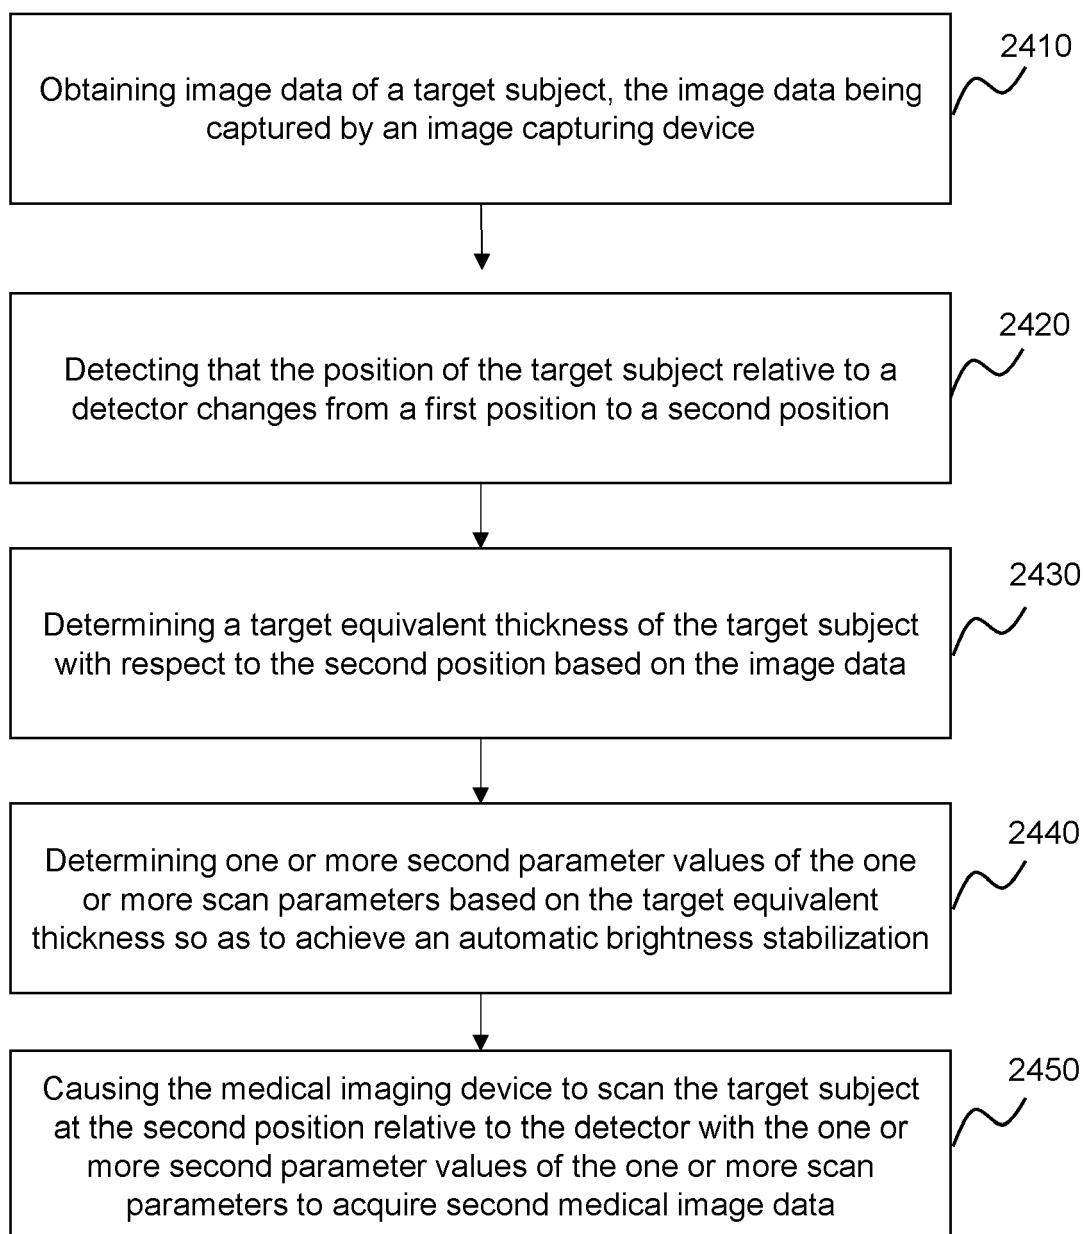 2410
Obtaining image data of a target subject, the image data being
captured by an image capturing device
2420
Detecting that the position of the target subject relative to a
detector changes from a first position to a second position
2430
Determining a target equivalent thickness of the target subject
with respect to the second position based on the image data
2440
Determining one or more second parameter values of the one
or more scan parameters based on the target equivalent
thickness so as to achieve an automatic brightness stabilization
2450
Causing the medical imaging device to scan the target subject
at the second position relative to the detector with the one or
more second parameter values of the one or more scan
parameters to acquire second medical image data